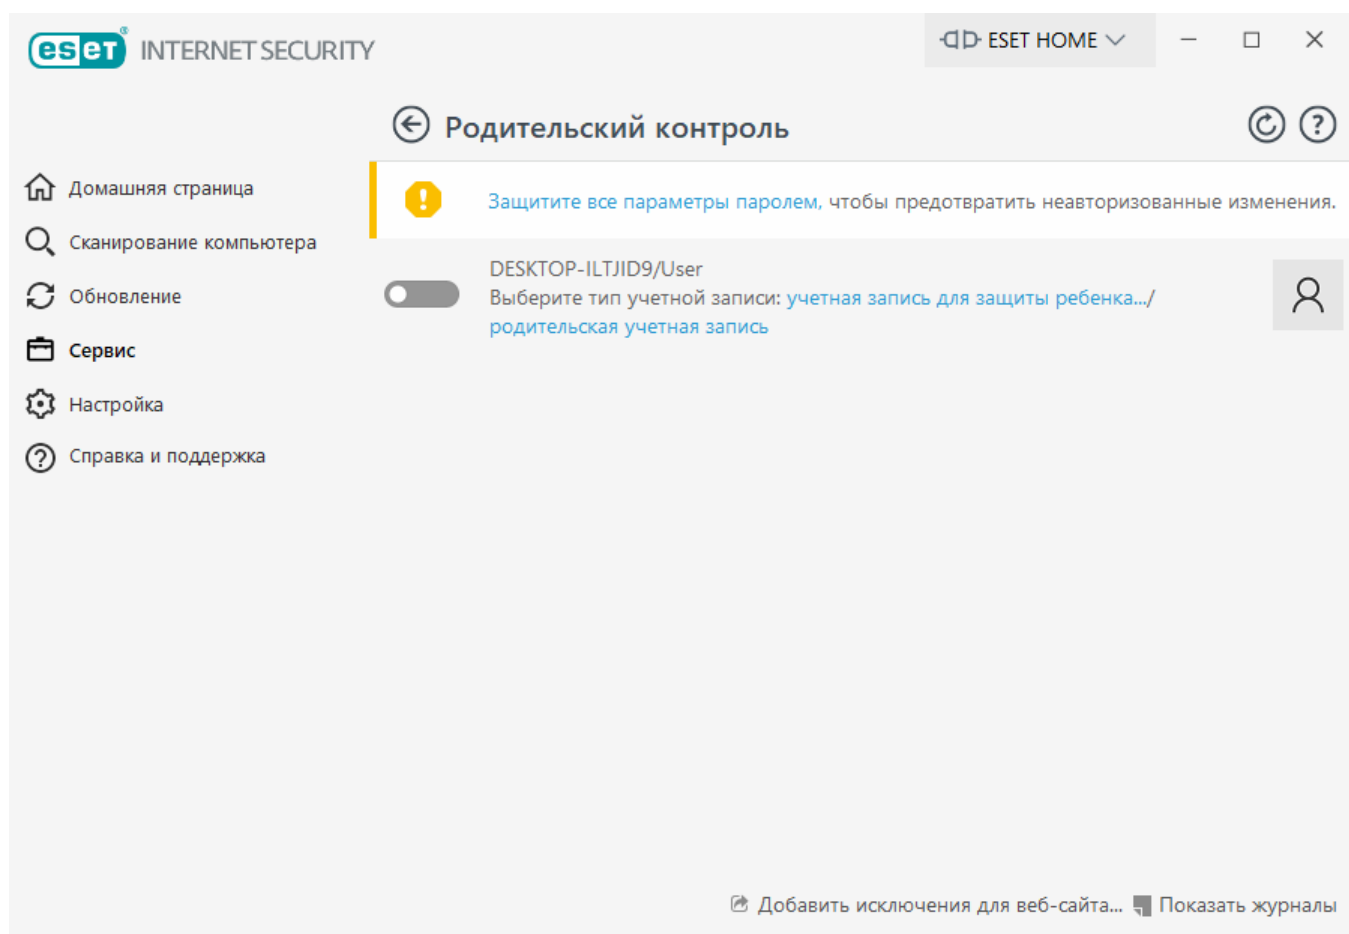 eset® INTERNET SECURITY
ESET HOME
Родительский контроль
Домашняя страница
Сканирование компьютера
Обновление
Сервис
Настройка
Справка и поддержка
Защитите все параметры паролем, чтобы предотвратить неавторизованные изменения.
DESKTOP-ILTJID9/User
Выберите тип учетной записи: учетная запись для защиты ребенка.../
родительская учетная запись
Добавить исключения для веб-сайта... Показать журналы